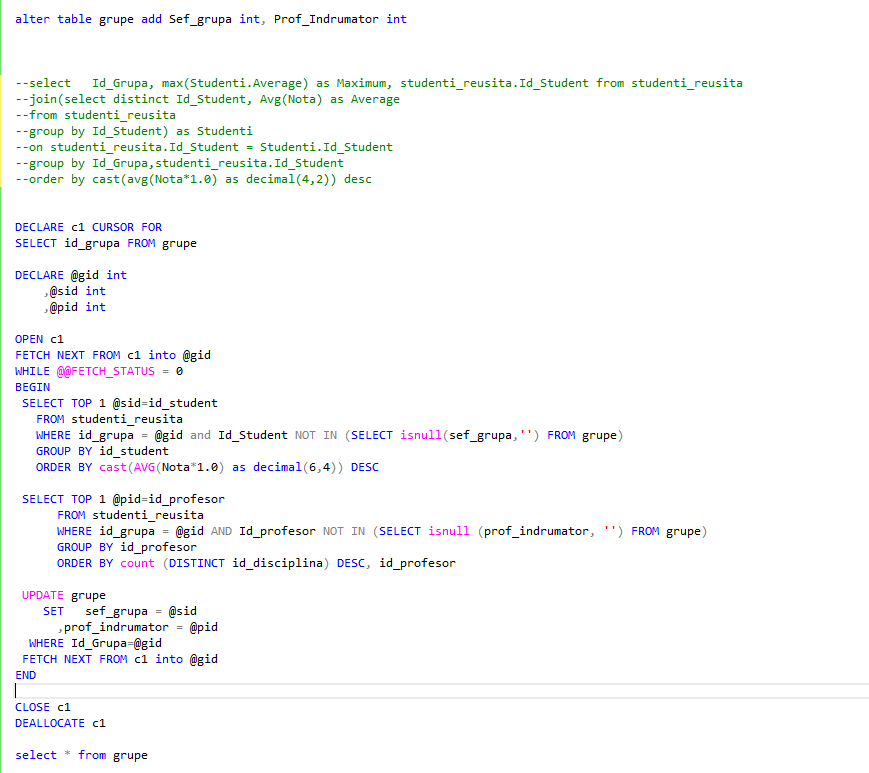 alter table grupe add Sef_grupa int, Prof_Indrumator int
--select   Id_Grupa, max(Studenti.Average) as Maximum, studenti_reusita.Id_Student from studenti_reusita
--join(select distinct Id_Student, Avg(Nota) as Average
--from studenti_reusita
--group by Id_Student) as Studenti
--on studenti_reusita.Id_Student = Studenti.Id_Student
--group by Id_Grupa,studenti_reusita.Id_Student
--order by cast(avg(Nota*1.0) as decimal(4,2)) desc
DECLARE c1 CURSOR FOR
SELECT id_grupa FROM grupe
DECLARE @gid int
    ,@sid int
    ,@pid int
OPEN c1
FETCH NEXT FROM c1 into @gid
WHILE @@FETCH_STATUS = 0
BEGIN
 SELECT TOP 1 @sid=id_student
   FROM studenti_reusita
   WHERE id_grupa = @gid and Id_Student NOT IN (SELECT isnull(sef_grupa,'') FROM grupe)
   GROUP BY id_student
   ORDER BY cast(AVG(Nota*1.0) as decimal(6,4)) DESC
 SELECT TOP 1 @pid=id_profesor
      FROM studenti_reusita
      WHERE id_grupa = @gid AND Id_profesor NOT IN (SELECT isnull (prof_indrumator, '') FROM grupe)
      GROUP BY id_profesor
      ORDER BY count (DISTINCT id_disciplina) DESC, id_profesor
 UPDATE grupe
    SET   sef_grupa = @sid
      ,prof_indrumator = @pid
  WHERE Id_Grupa=@gid
 FETCH NEXT FROM c1 into @gid
END
CLOSE c1
DEALLOCATE c1
select * from grupe